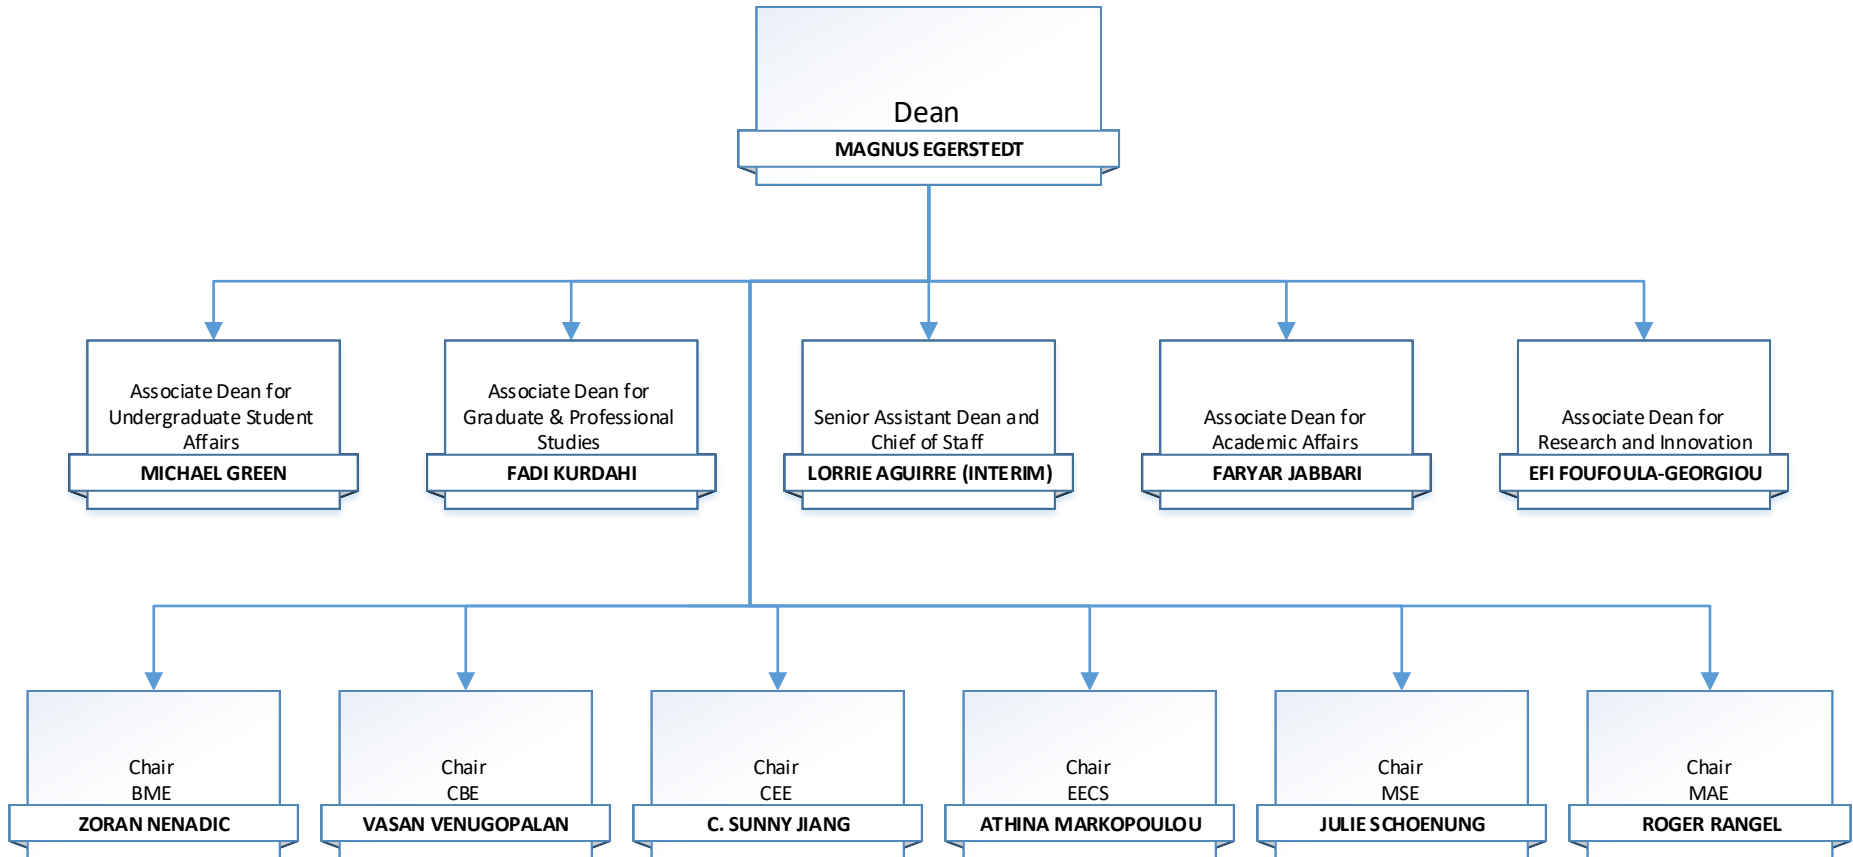 Dean
MAGNUS EGERSTEDT
Associate Dean for
Undergraduate Student
Affairs
MICHAEL GREEN
Associate Dean for
Graduate & Professional
Studies
FADI KURDAHI
Senior Assistant Dean and
Chief of Staff
LORRIE AGUIRRE (INTERIM)
Associate Dean for
Academic Affairs
FARYAR JABBARI
Associate Dean for
Research and Innovation
EFI FOUFOULA-GEORGIOU
Chair
BME
ZORAN NENADIC
Chair
CBE
VASAN VENUGOPALAN
Chair
CEE
C. SUNNY JIANG
Chair
EECS
ATHINA MARKOPOULOU
Chair
MSE
JULIE SCHOENUNG
Chair
MAE
ROGER RANGEL